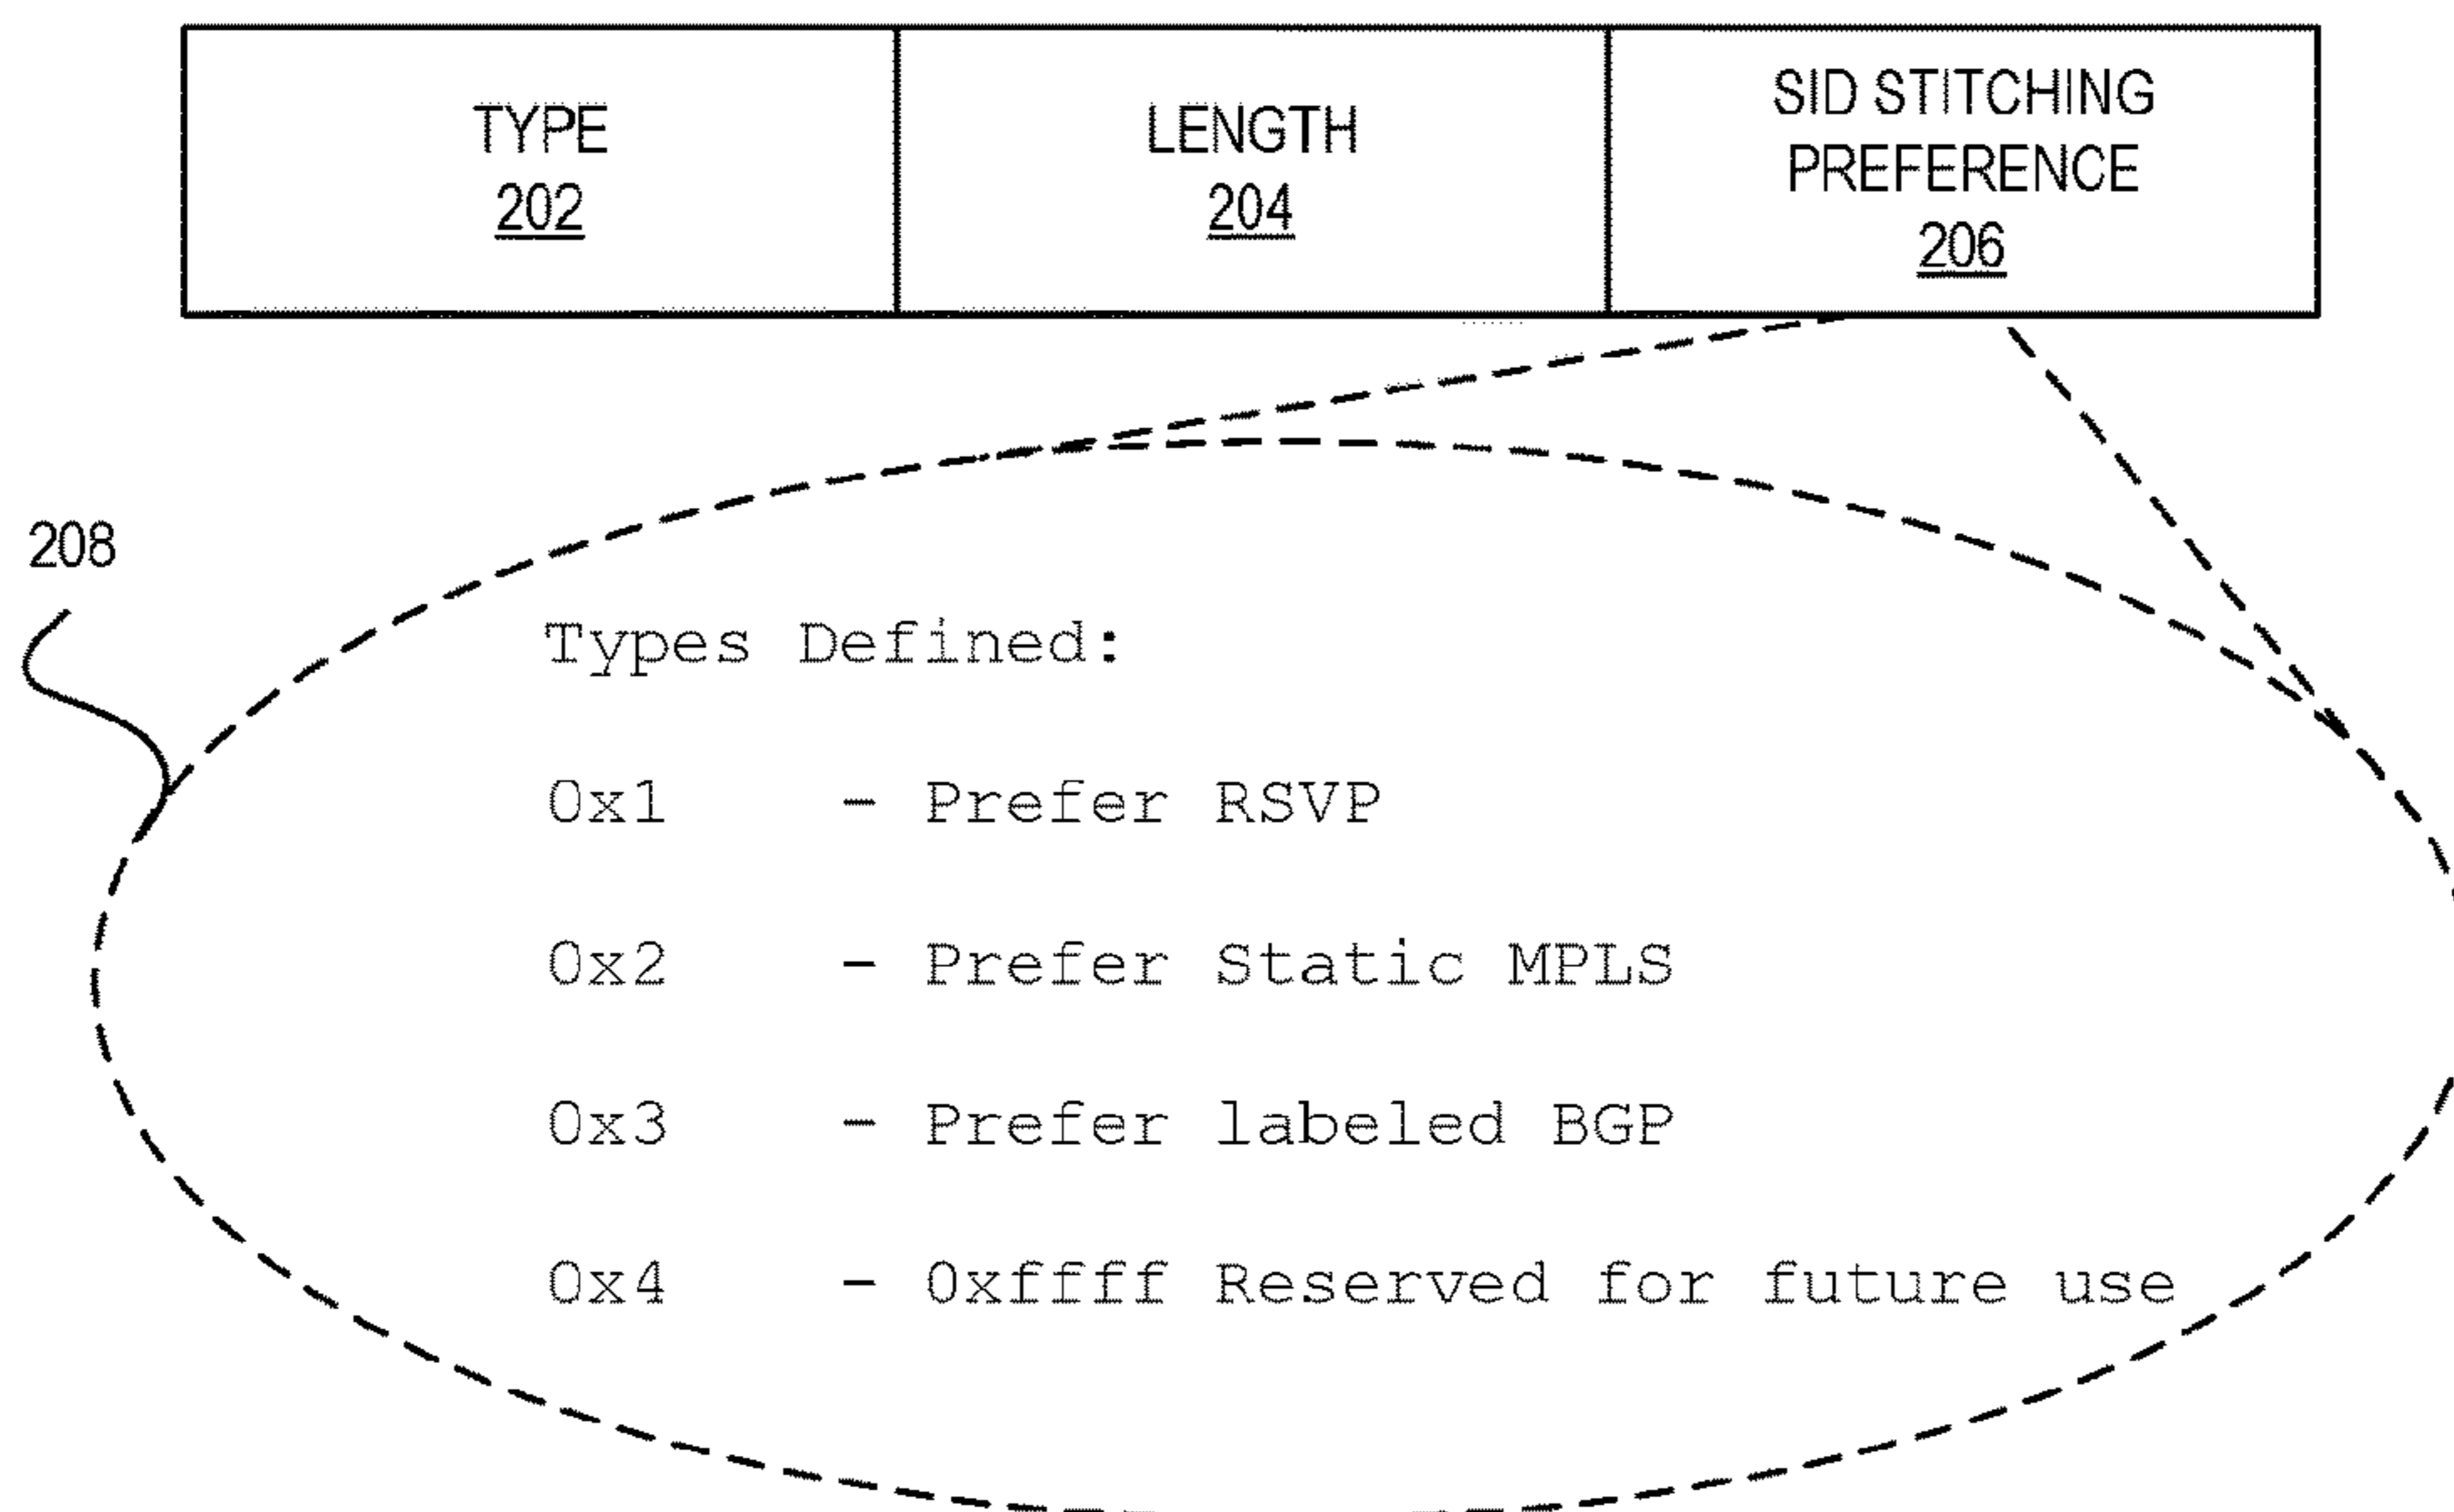 TYPE
202
LENGTH
204
SID STITCHING
PREFERENCE
206
208
Types Defined:
0x1 - Prefer RSVP
0x2 - Prefer Static MPLS
0x3 - Prefer labeled BGP
0x4 - 0xffff Reserved for future use